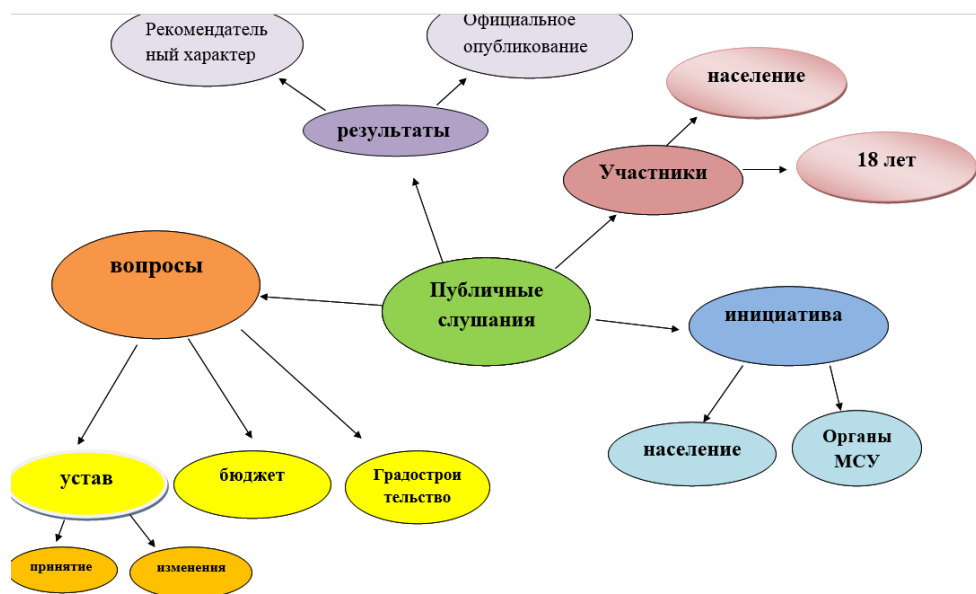 Рекомендатель
ный характер
Официальное
опубликование
население
результаты
Участники
18 лет
вопросы
Публичные
слушания
инициатива
население
Органы
МСУ
устав
бюджет
Градострои
тельство
принятие
изменения